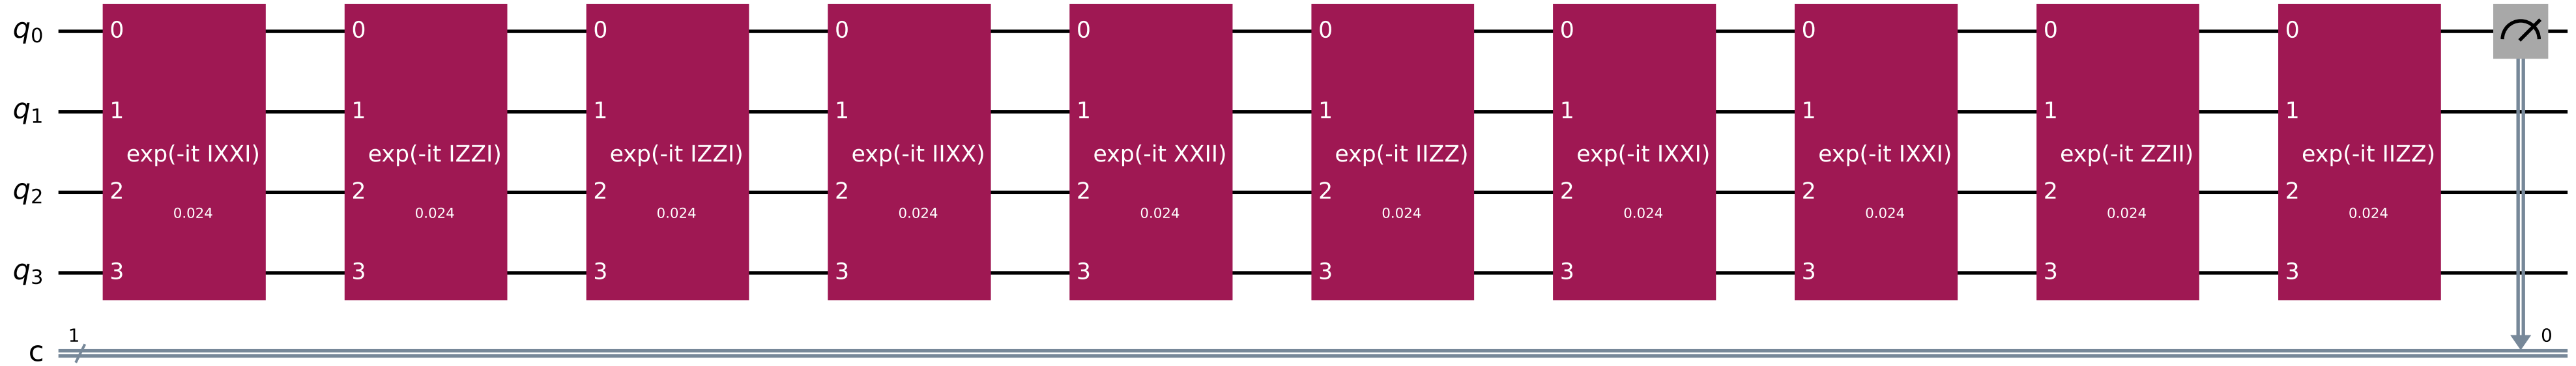 q0 0 0 0 0 0 0 0 0 0 0
q1 1 1 1 1 1 1 1 1 1 1
exp(-it IXXI) exp(-it IZZI) exp(-it IZZI) exp(-it IIXX) exp(-it XXII) exp(-it IIZZ) exp(-it IXXI) exp(-it IXXI) exp(-it ZZII) exp(-it IIZZ)
q2 2 2 2 2 2 2 2 2 2 2
0.024 0.024 0.024 0.024 0.024 0.024 0.024 0.024 0.024 0.024
q3 3 3 3 3 3 3 3 3 3 3
1 0
c